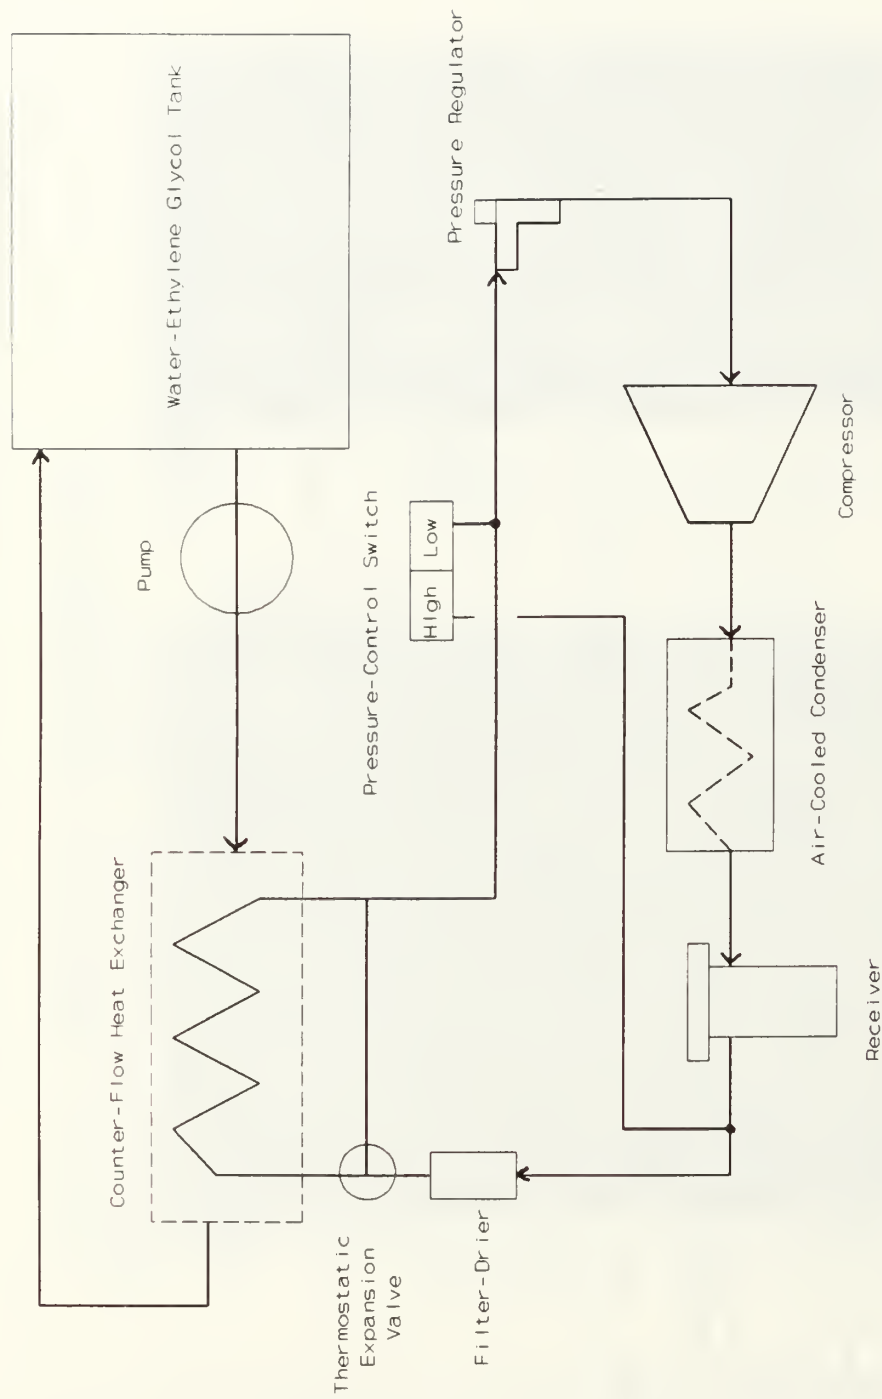 Water-Ethylene Glycol Tank
Pump
Counter-Flow Heat Exchanger
Pressure Regulator
Pressure-Control Switch
HIgh
Low
Thermostatic
Expansion
Valve
Filter-Drier
Compressor
Air-Cooled Condenser
Receiver